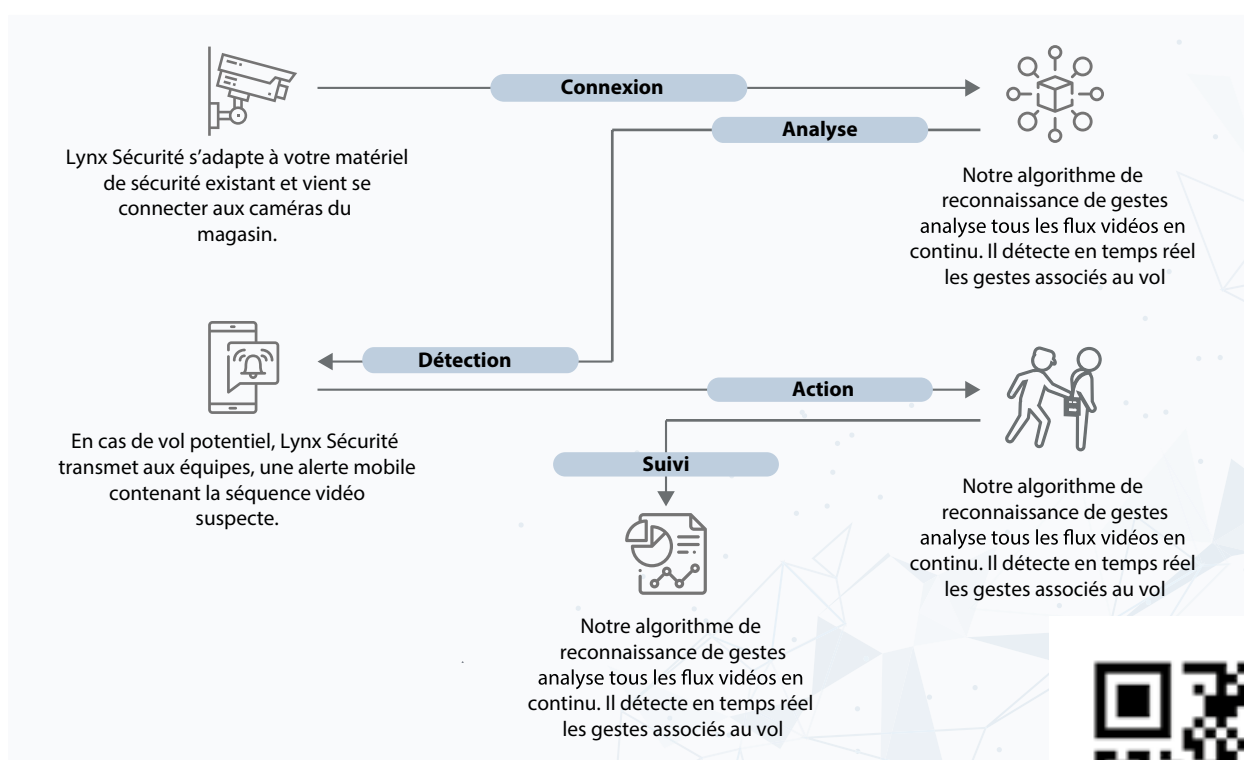 Connexion
Analyse
Lynx Sécurité s’adapte à votre matériel
de sécurité existant et vient se
connecter aux caméras du
magasin.
Notre algorithme de
reconnaissance de gestes
analyse tous les flux vidéos en
continu. Il détecte en temps réel
les gestes associés au vol
Détection
Action
En cas de vol potentiel, Lynx Sécurité
transmet aux équipes, une alerte mobile
contenant la séquence vidéo
suspecte.
Suivi
Notre algorithme de
reconnaissance de gestes
analyse tous les flux vidéos en
continu. Il détecte en temps réel
les gestes associés au vol
Notre algorithme de
reconnaissance de gestes
analyse tous les flux vidéos en
continu. Il détecte en temps réel
les gestes associés au vol